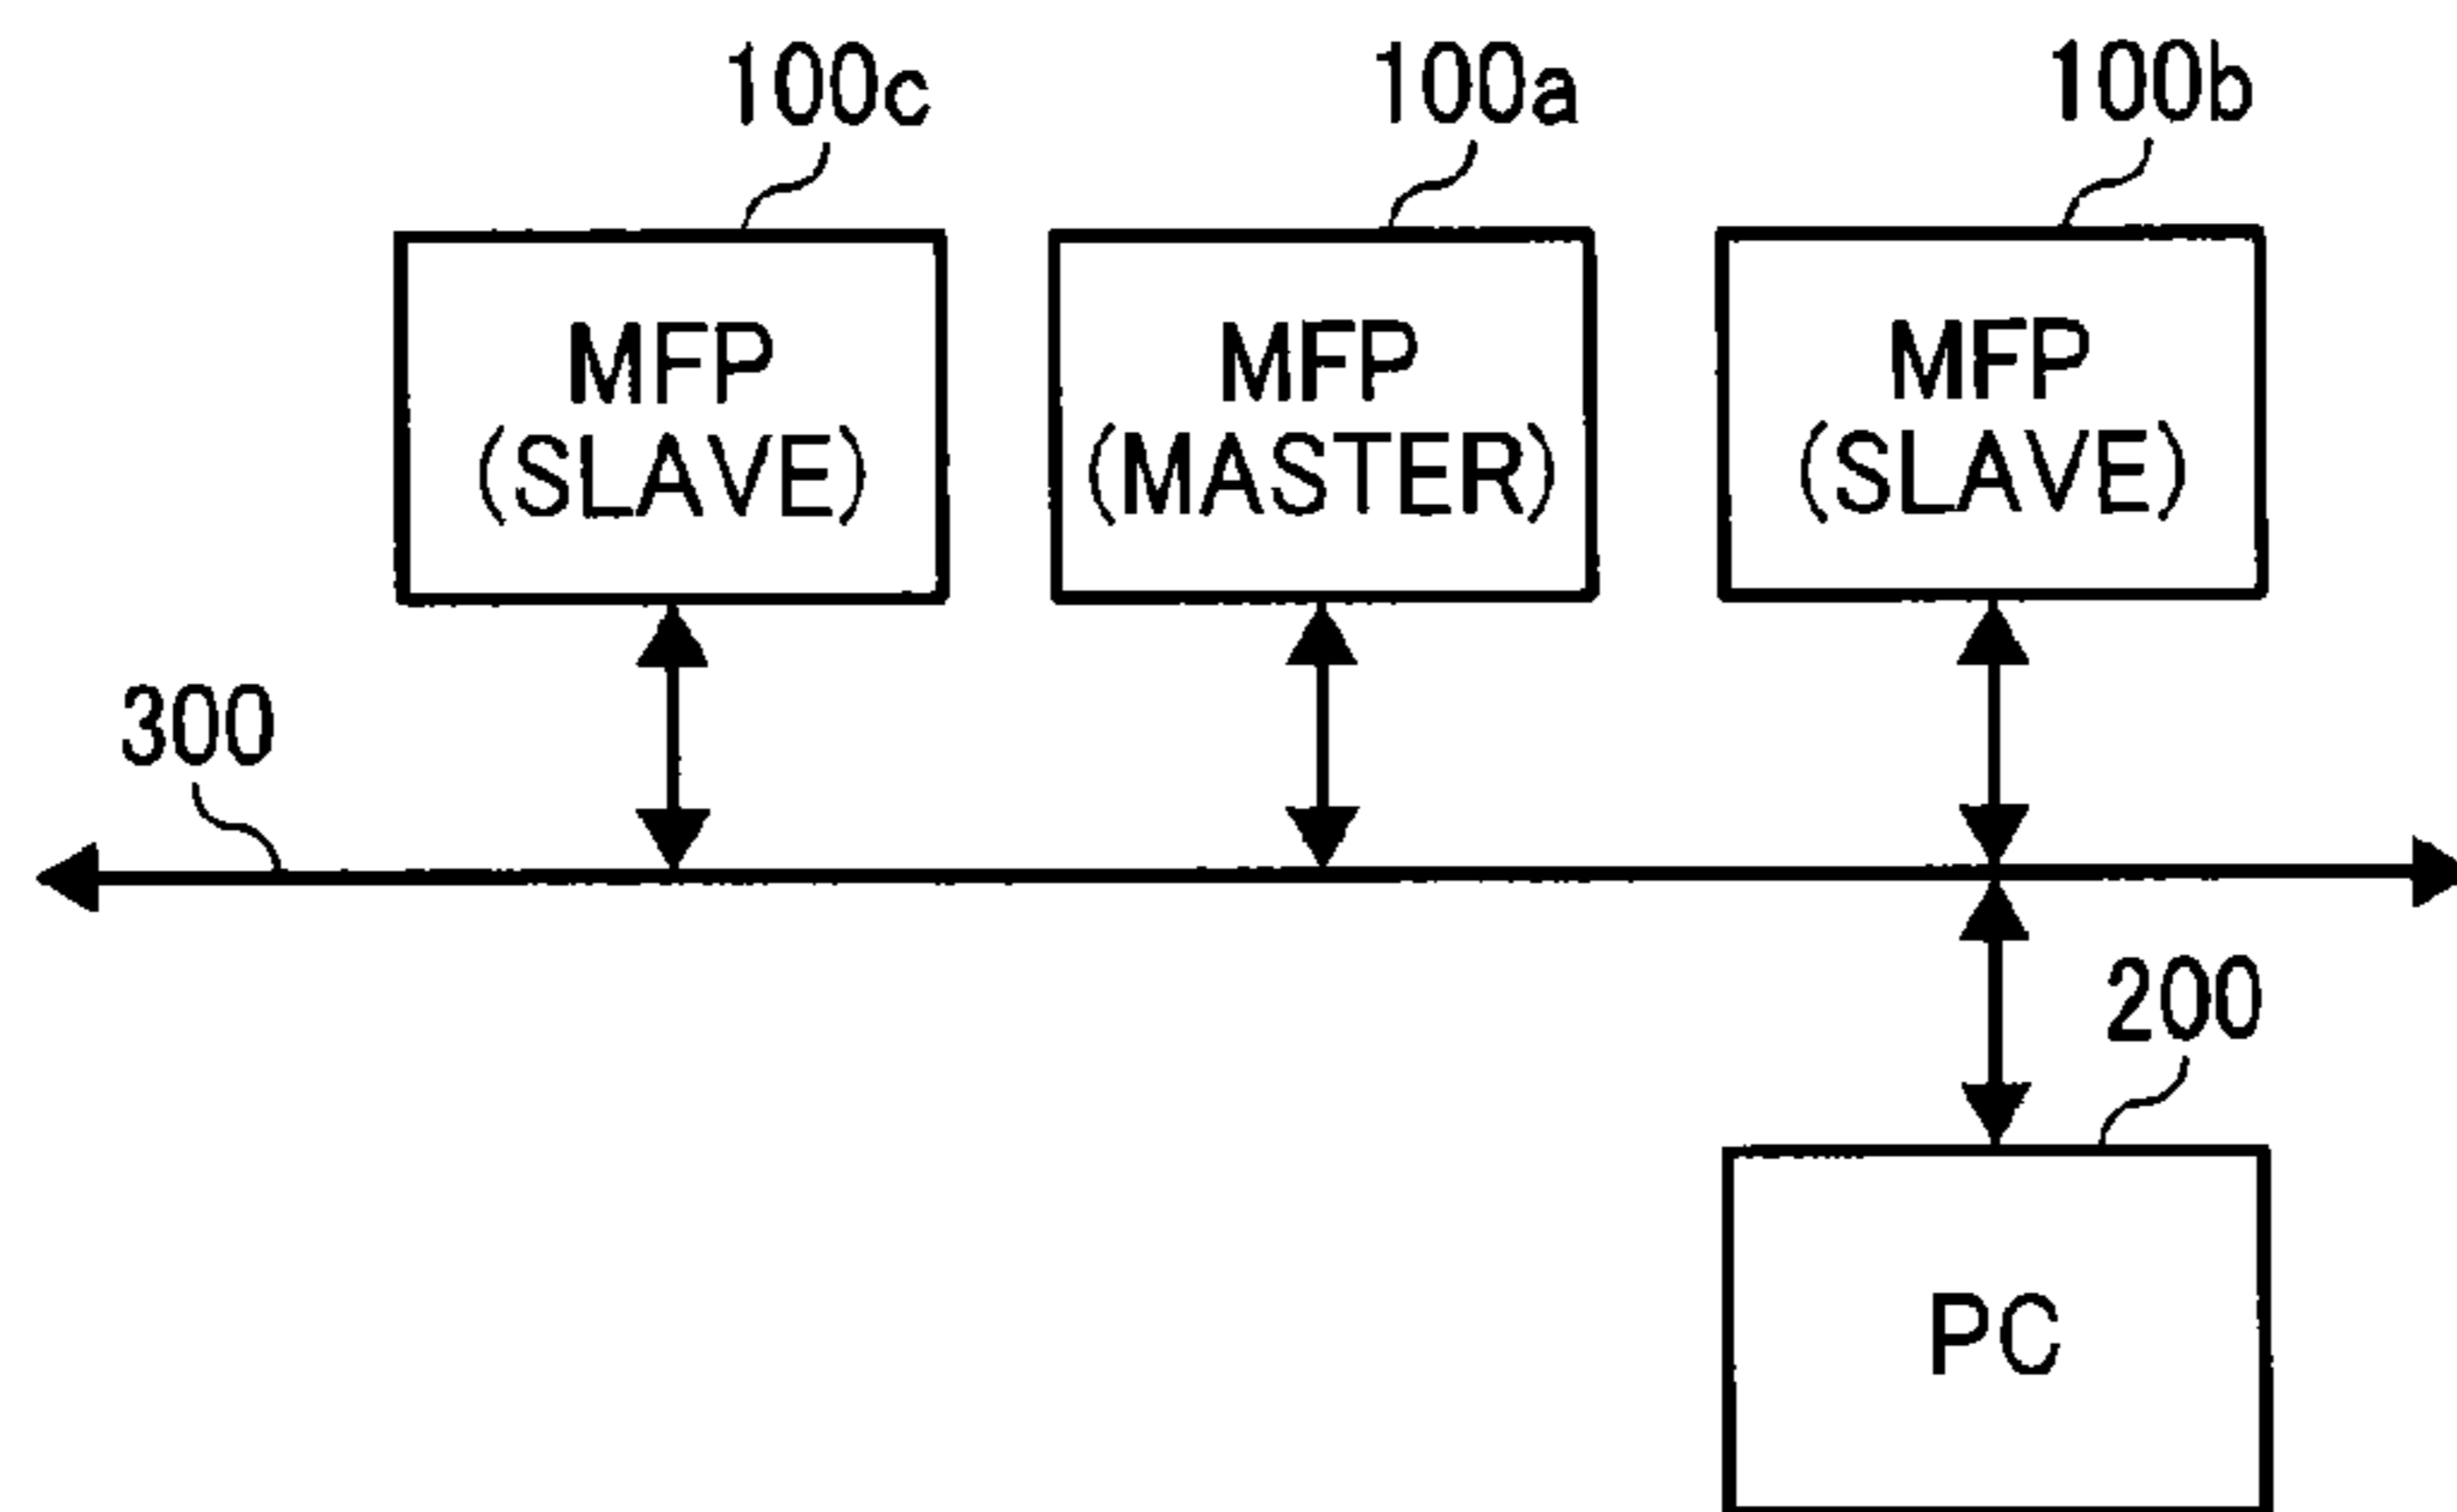 100c 100a 100b
MFP MFP MFP
(SLAVE) (MASTER) (SLAVE)
300
200
PC